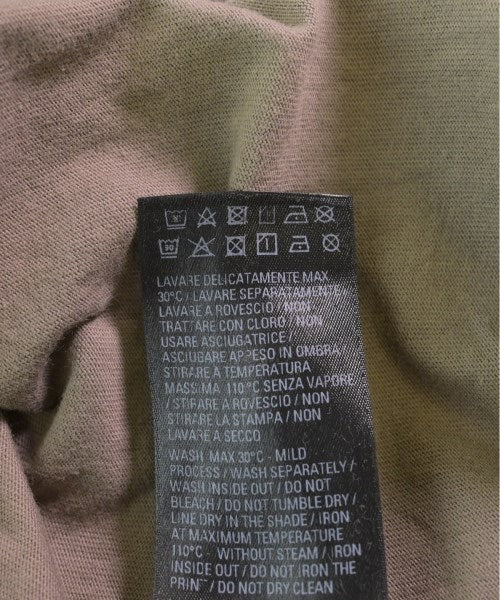 90
1
LAVARE DELICATAMENTE MAX
30°C / LAVARE SEPARATAMENTE
LAVARE A ROVESCIO / NON
TRATTARE CON CLORO / NON
USARE ASCIUGATRICE /
ASCIUGARE APPESO IN OMBRA
STIRARE A TEMPERATURA
MASSIMA 110°C SENZA VAPORE
/ STIRARE A ROVESCIO / NON
STIRARE LA STAMPA / NON
LAVARE A SECCO
WASH MAX 30°C - MILD
PROCESS / WASH SEPARATELY /
WASH INSIDE OUT / DO NOT
BLEACH / DO NOT TUMBLE DRY /
LINE DRY IN THE SHADE / IRON
AT MAXIMUM TEMPERATURE
110°C - WITHOUT STEAM / IRON
INSIDE OUT / DO NOT IRON THE
PRINT / DO NOT DRY CLEAN